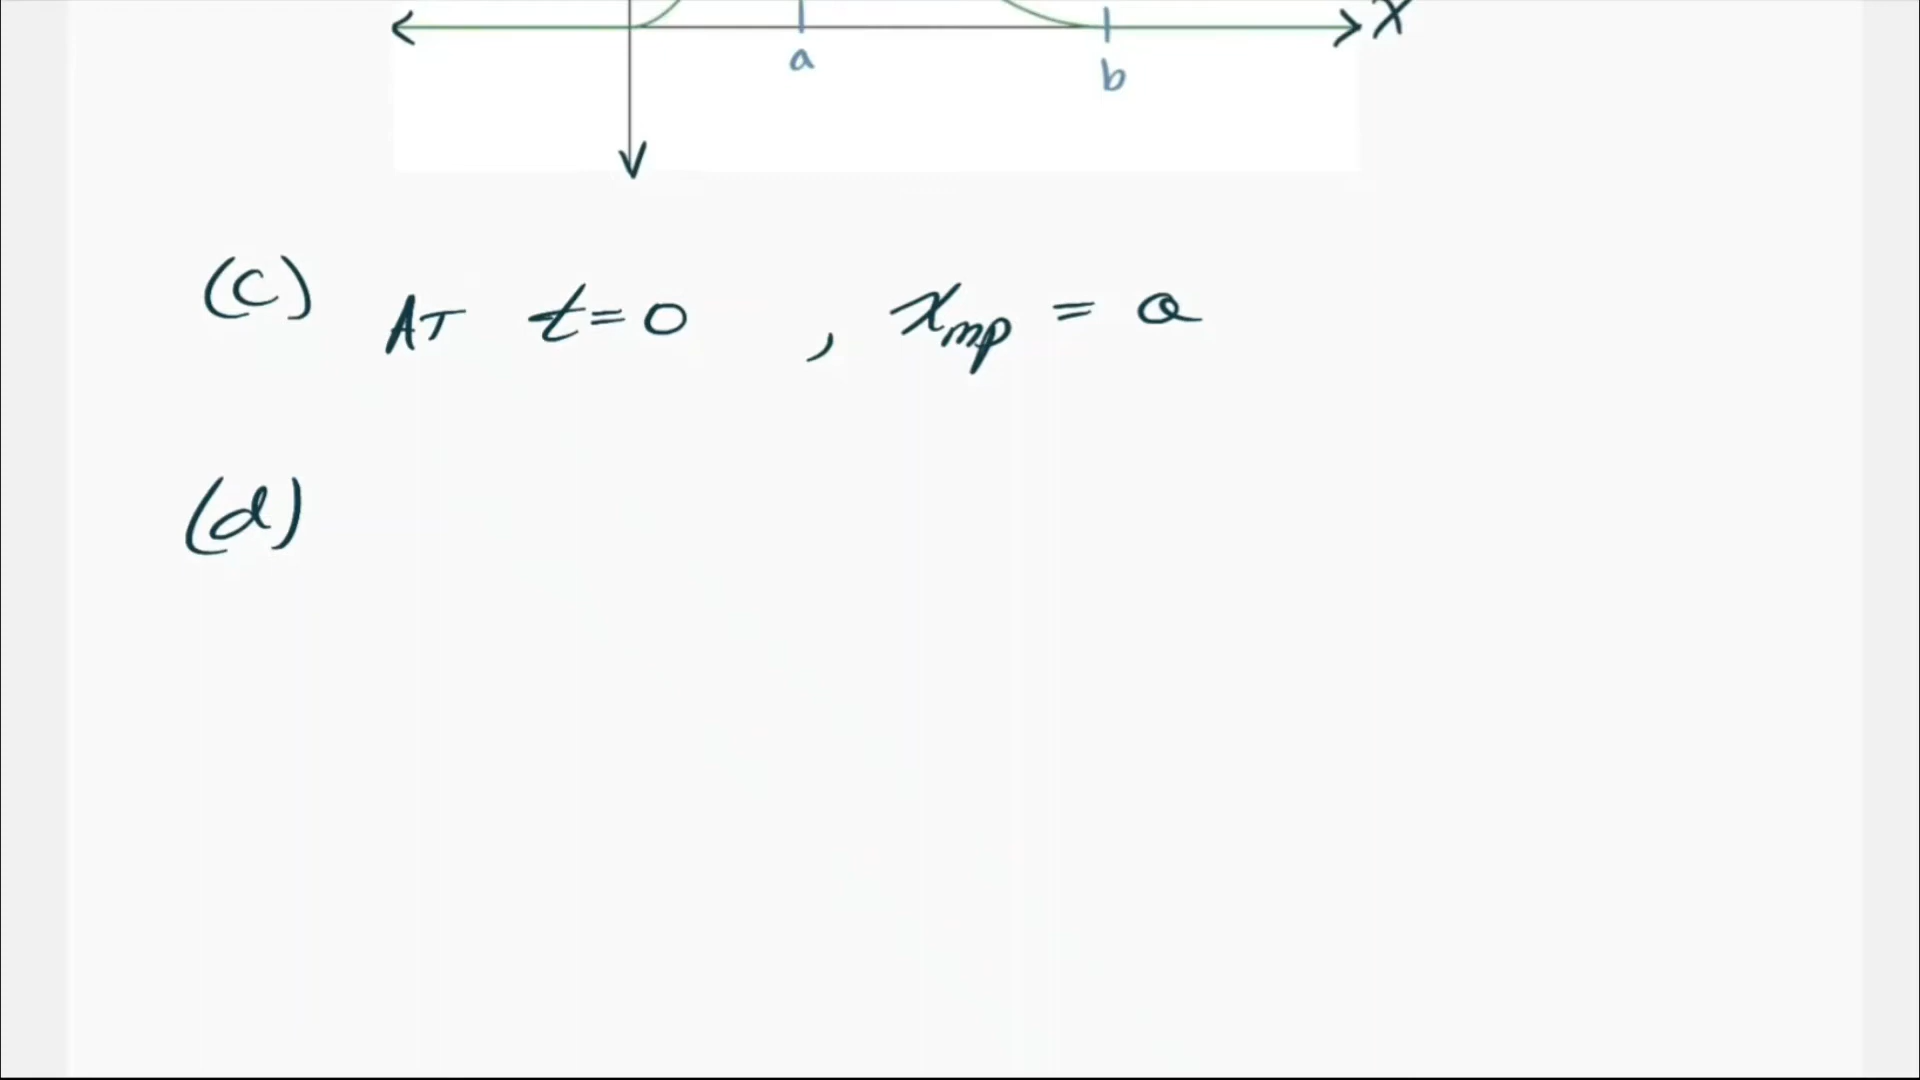 x
a
b
(c) AT t=0 , x_mp = a
(d)